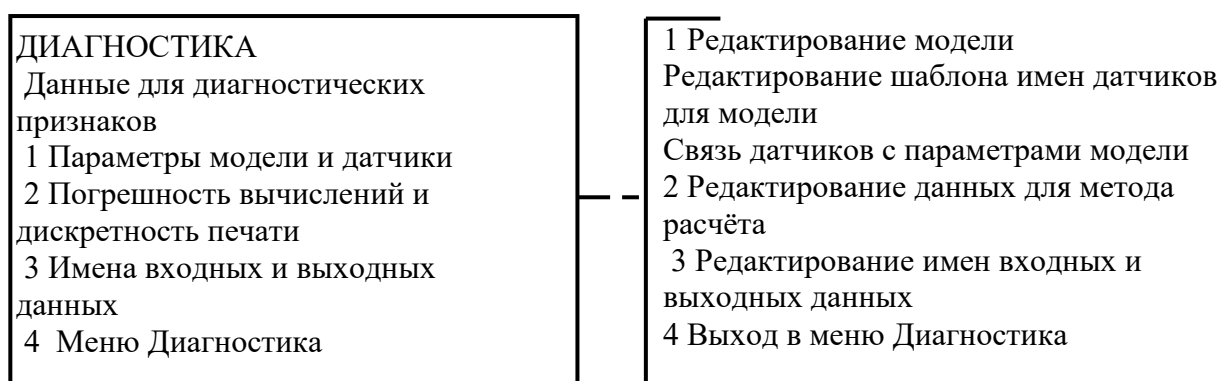 ДИАГНОСТИКА
Данные для диагностических
признаков
1 Параметры модели и датчики
2 Погрешность вычислений и
дискретность печати
3 Имена входных и выходных
данных
4 Меню Диагностика
1 Редактирование модели
Редактирование шаблона имен датчиков
для модели
Связь датчиков с параметрами модели
2 Редактирование данных для метода
расчёта
3 Редактирование имен входных и
выходных данных
4 Выход в меню Диагностика